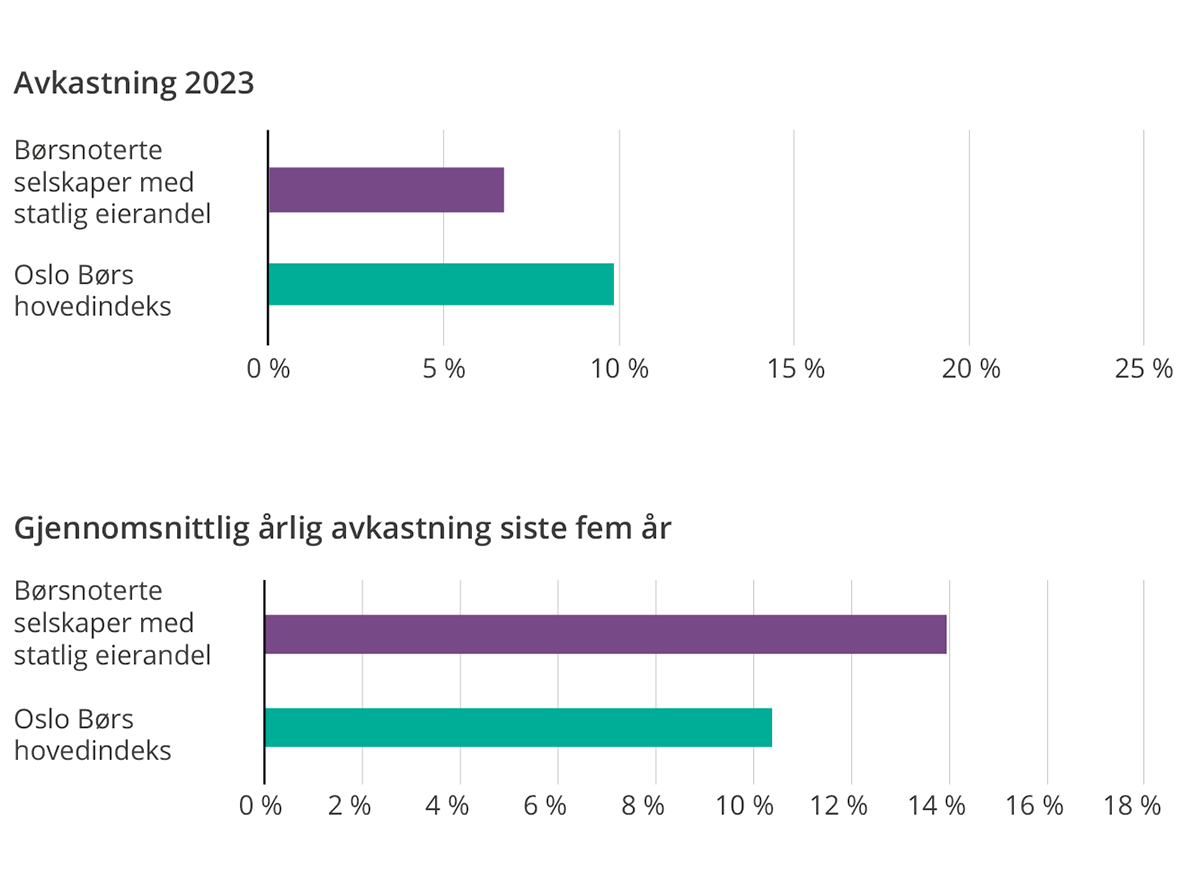 Avkastning 2023
Børsnoterte
selskaper med
statlig eierandel
Oslo Børs
hovedindeks
0 % 5 % 10 % 15 % 20 % 25 %
Gjennomsnittlig årlig avkastning siste fem år
Børsnoterte
selskaper med
statlig eierandel
Oslo Børs
hovedindeks
0 % 2 % 4 % 6 % 8 % 10 % 12 % 14 % 16 % 18 %